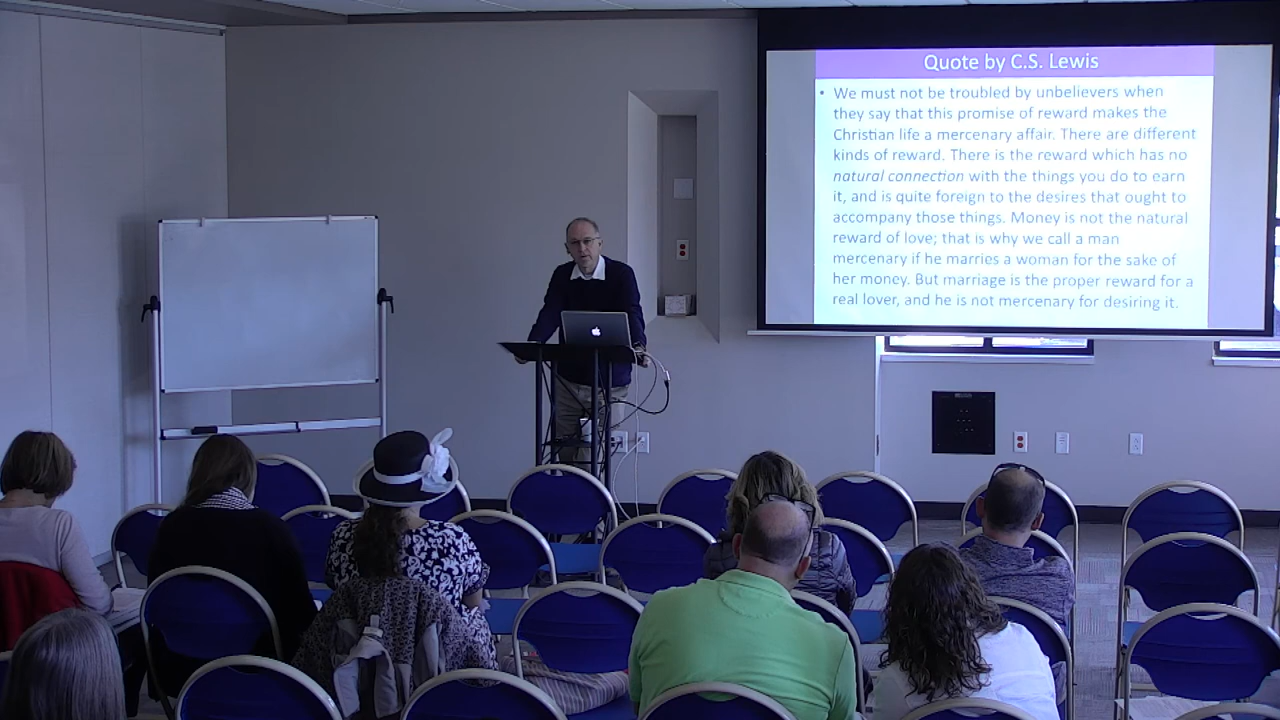 Quote by C.S. Lewis
• We must not be troubled by unbelievers when
they say that this promise of reward makes the
Christian life a mercenary affair. There are different
kinds of reward. There is the reward which has no
natural connection with the things you do to earn
it, and is quite foreign to the desires that ought to
accompany those things. Money is not the natural
reward of love; that is why we call a man
mercenary if he marries a woman for the sake of
her money. But marriage is the proper reward for a
real lover, and he is not mercenary for desiring it.